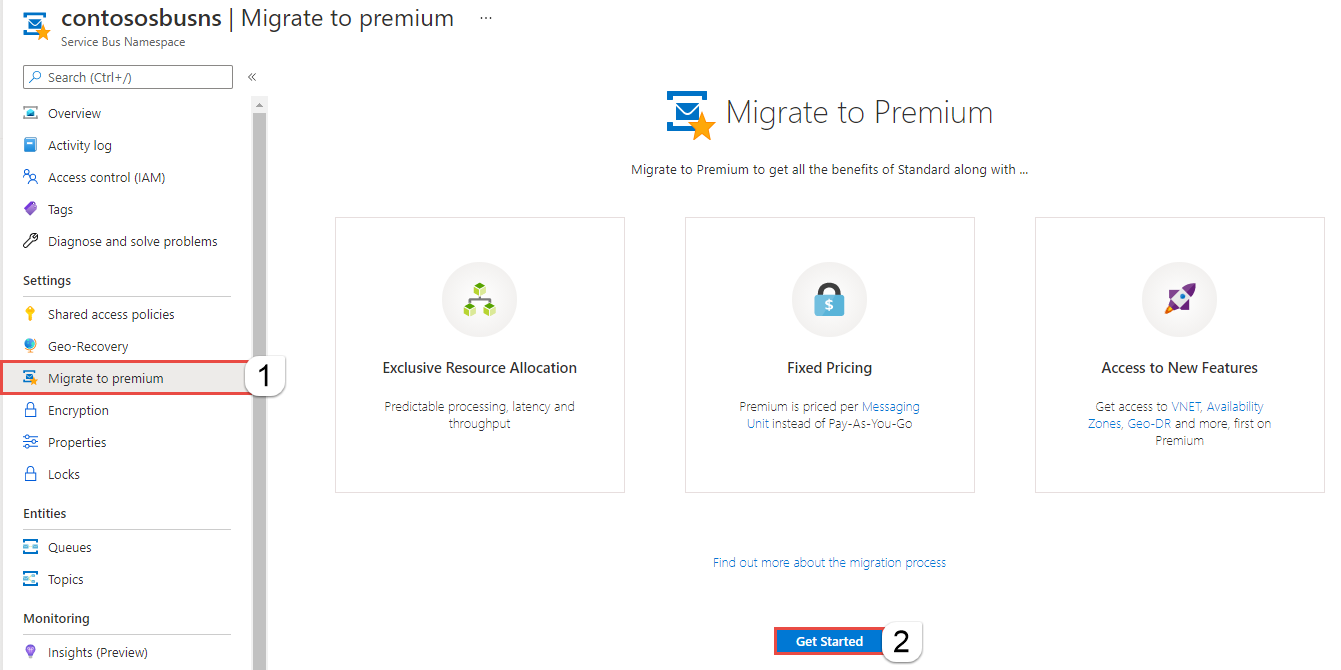 contososbusns | Migrate to premium ...
Service Bus Namespace
Search (Ctrl+/)
«
Overview
Activity log
Access control (IAM)
Tags
Diagnose and solve problems
Settings
Shared access policies
Geo-Recovery
Migrate to premium
1
Encryption
Properties
Locks
Entities
Queues
Topics
Monitoring
Insights (Preview)
Migrate to Premium
Migrate to Premium to get all the benefits of Standard along with ...
Exclusive Resource Allocation
Predictable processing, latency and
throughput
$
Fixed Pricing
Premium is priced per Messaging
Unit instead of Pay-As-You-Go
Access to New Features
Get access to VNET, Availability
Zones, Geo-DR and more, first on
Premium
Find out more about the migration process
Get Started
2